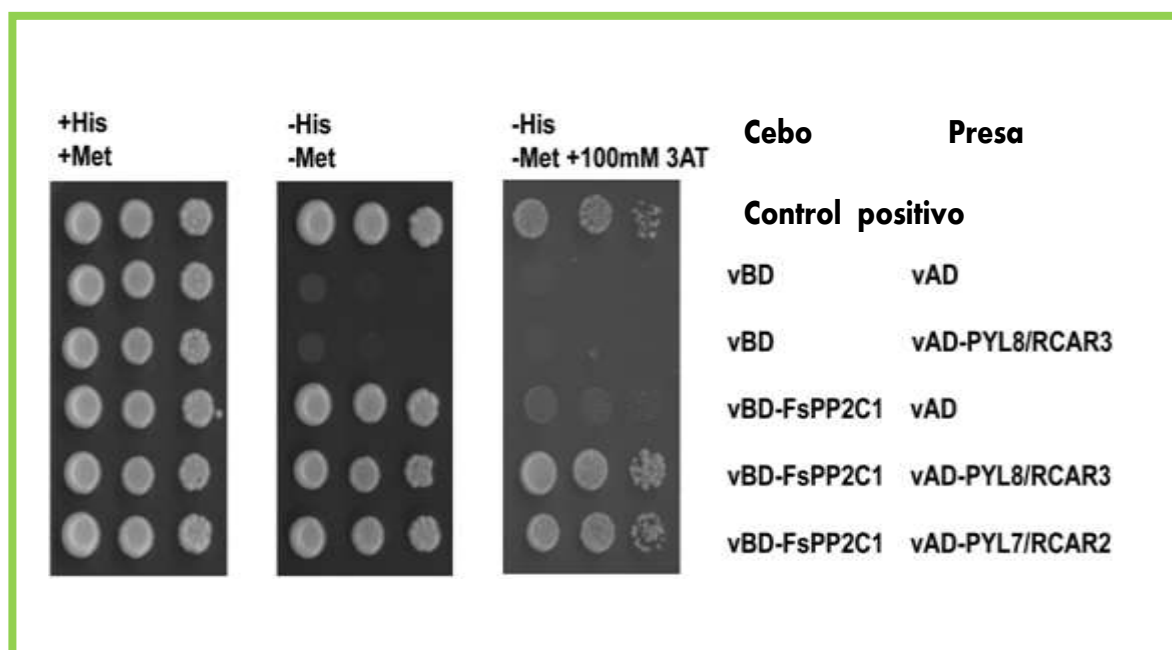 +His
+Met
-His
-Met
-His
-Met +100mM 3AT
Cebo Presa
Control positivo
vBD vAD
vBD vAD-PYL8/RCAR3
vBD-FsPP2C1 vAD
vBD-FsPP2C1 vAD-PYL8/RCAR3
vBD-FsPP2C1 vAD-PYL7/RCAR2